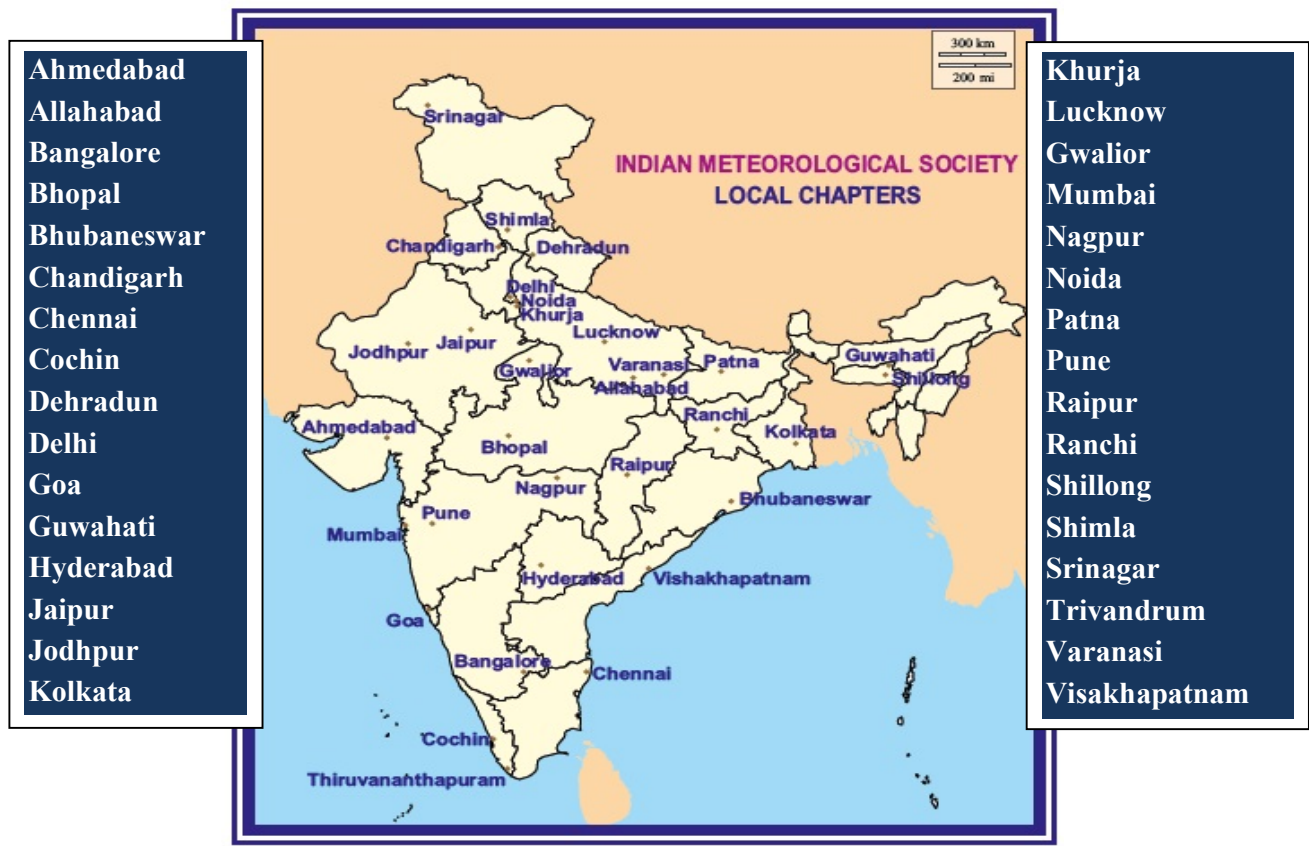 Ahmedabad
Allahabad
Bangalore
Bhopal
Bhubaneswar
Chandigarh
Chennai
Cochin
Dehradun
Delhi
Goa
Guwahati
Hyderabad
Jaipur
Jodhpur
Kolkata
300 km
200 mi
INDIAN METEOROLOGICAL SOCIETY
LOCAL CHAPTERS
Srinagar
Shimla
Chandigarh
Dehradun
Delhi
Noida
Khurja
Lucknow
Jaipur
Jodhpur
Gwalior
Varanasi
Patna
Guwahati
Shillong
Allahabad
Ranchi
Ahmedabad
Kolkata
Bhopal
Raipur
Nagpur
Bhubaneswar
Pune
Mumbai
Hyderabad
Vishakhapatnam
Goa
Bangalore
Chennai
Cochin
Thiruvananthapuram
Khurja
Lucknow
Gwalior
Mumbai
Nagpur
Noida
Patna
Pune
Raipur
Ranchi
Shillong
Shimla
Srinagar
Trivandrum
Varanasi
Visakhapatnam